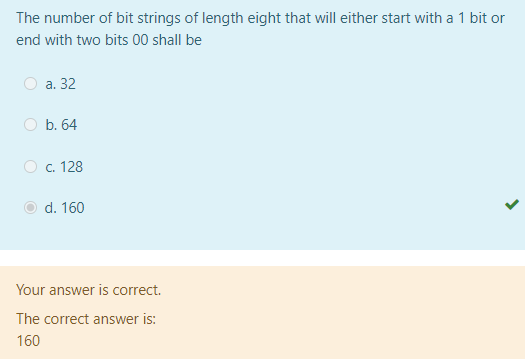 The number of bit strings of length eight that will either start with a 1 bit or
end with two bits 00 shall be
a. 32
b. 64
c. 128
d. 160
Your answer is correct.
The correct answer is:
160